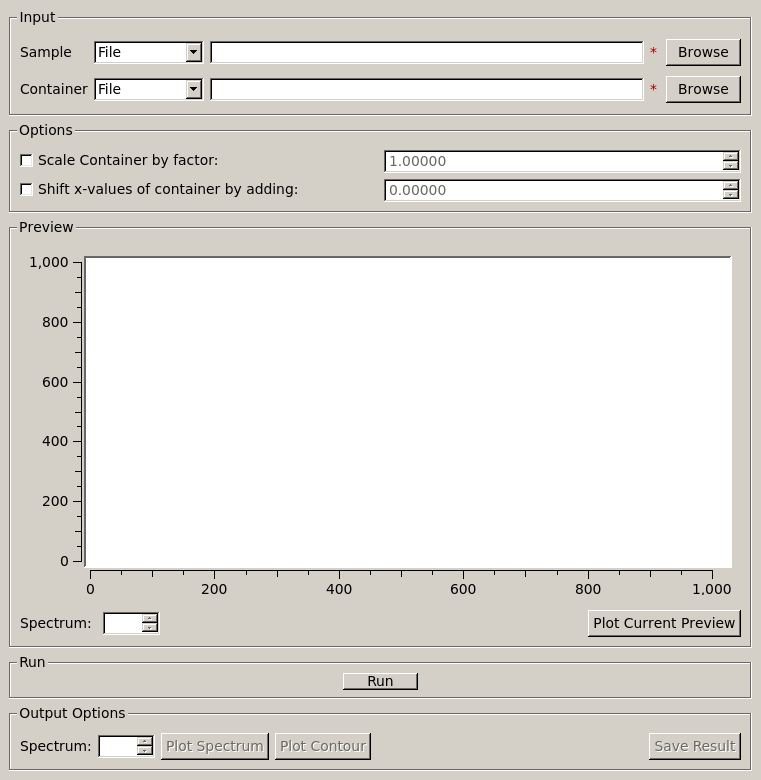 Input
Sample File * Browse
Container File * Browse
Options
Scale Container by factor: 1.00000
Shift x-values of container by adding: 0.00000
Preview
1,000
800
600
400
200
0
0 200 400 600 800 1,000
Spectrum: Plot Current Preview
Run
Run
Output Options
Spectrum: Plot Spectrum Plot Contour Save Result